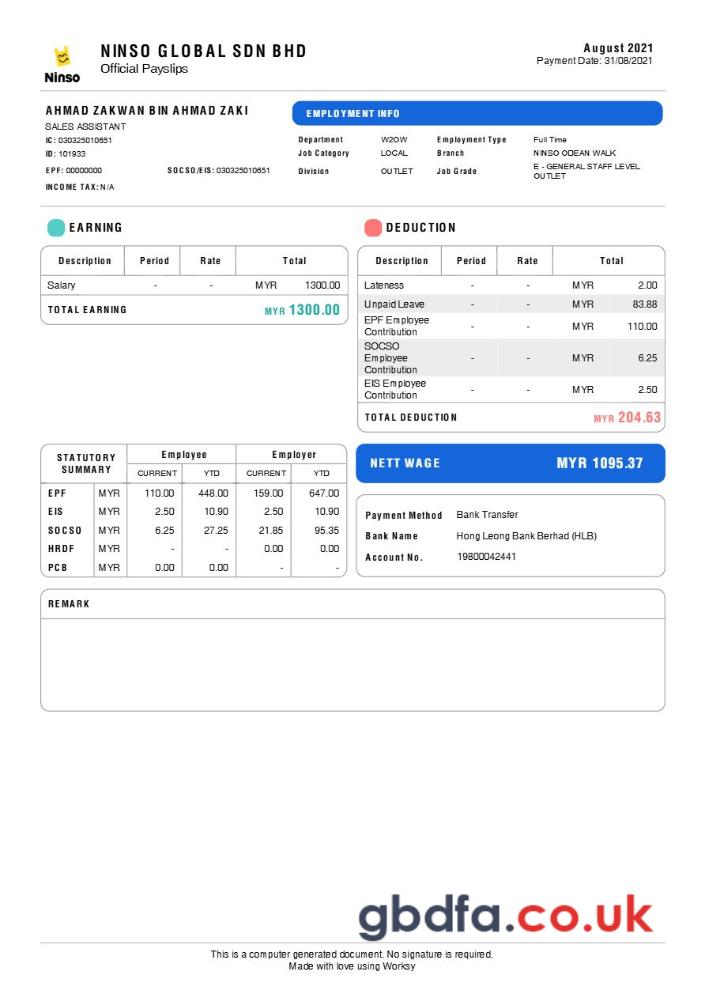 NINSO GLOBAL SDN BHD
Official Payslips
Ninso
August 2021
Payment Date: 31/08/2021
AHMAD ZAKWAN BIN AHMAD ZAKI
SALES ASSISTANT
IC: 030325010651
ID: 101933
EPF: 00000000 SOCSO/EIS: 030325010651
INCOME TAX: N/A
EMPLOYMENT INFO
Department W2OW Employment Type Full Time
Job Category LOCAL Branch NINSO ODEAN WALK
Division OUTLET Job Grade E - GENERAL STAFF LEVEL
OUTLET
EARNING
Description Period Rate Total
Salary - - MYR 1300.00
TOTAL EARNING MYR 1300.00
DEDUCTION
Description Period Rate Total
Lateness - - MYR 2.00
Unpaid Leave - - MYR 83.88
EPF Employee
Contribution - - MYR 110.00
SOCSO
Employee
Contribution - - MYR 6.25
EIS Employee
Contribution - - MYR 2.50
TOTAL DEDUCTION MYR 204.63
STATUTORY
SUMMARY
Employee Employer
CURRENT YTD CURRENT YTD
EPF MYR 110.00 448.00 159.00 647.00
EIS MYR 2.50 10.90 2.50 10.90
SOCSO MYR 6.25 27.25 21.85 95.35
HRDF MYR - - 0.00 0.00
PCB MYR 0.00 0.00 - -
NETT WAGE MYR 1095.37
Payment Method Bank Transfer
Bank Name Hong Leong Bank Berhad (HLB)
Account No. 19800042441
REMARK
gbdfa.co.uk
This is a computer generated document. No signature is required.
Made with love using Worksy